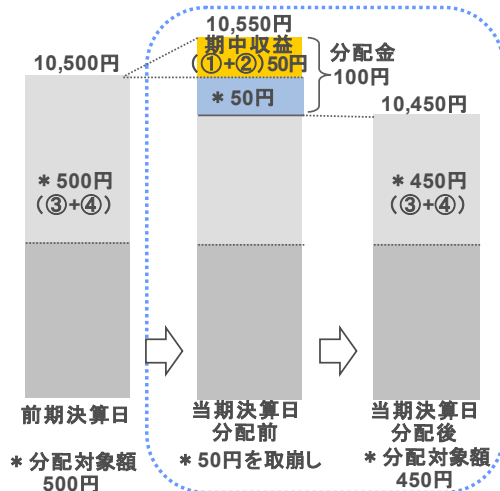 10,550円
期中収益
(①+②)50円
分配金
100円
10,500円
＊50円
10,450円
＊500円
(③+④)
＊450円
(③+④)
前期決算日
当期決算日
分配前
当期決算日
分配後
＊分配対象額
500円
＊50円を取崩し
＊分配対象額
450円